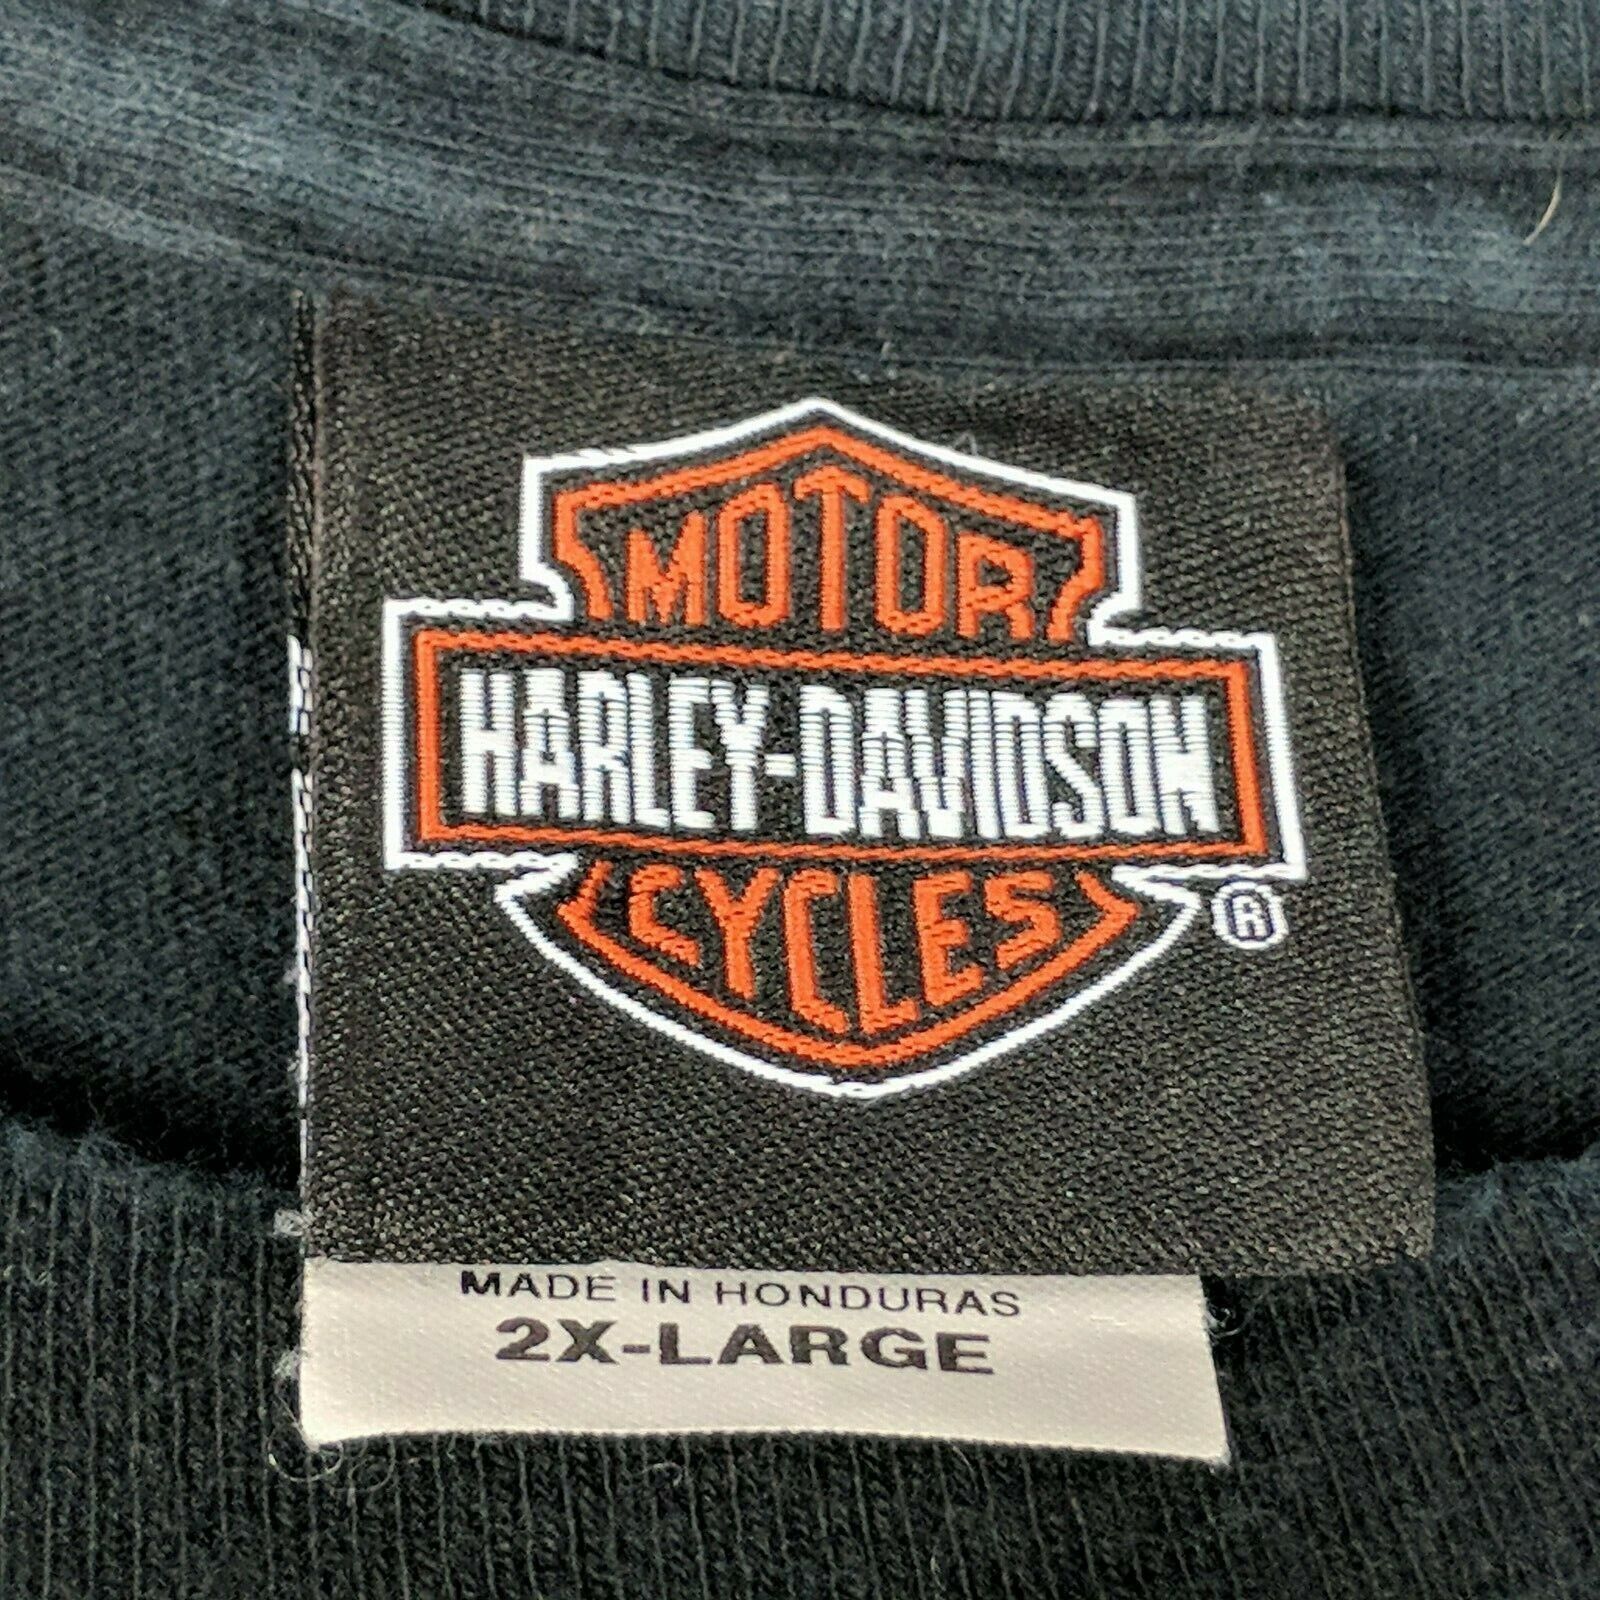 MOTOR
HARLEY-DAVIDSON
CYCLES
®
MADE IN HONDURAS
2X-LARGE